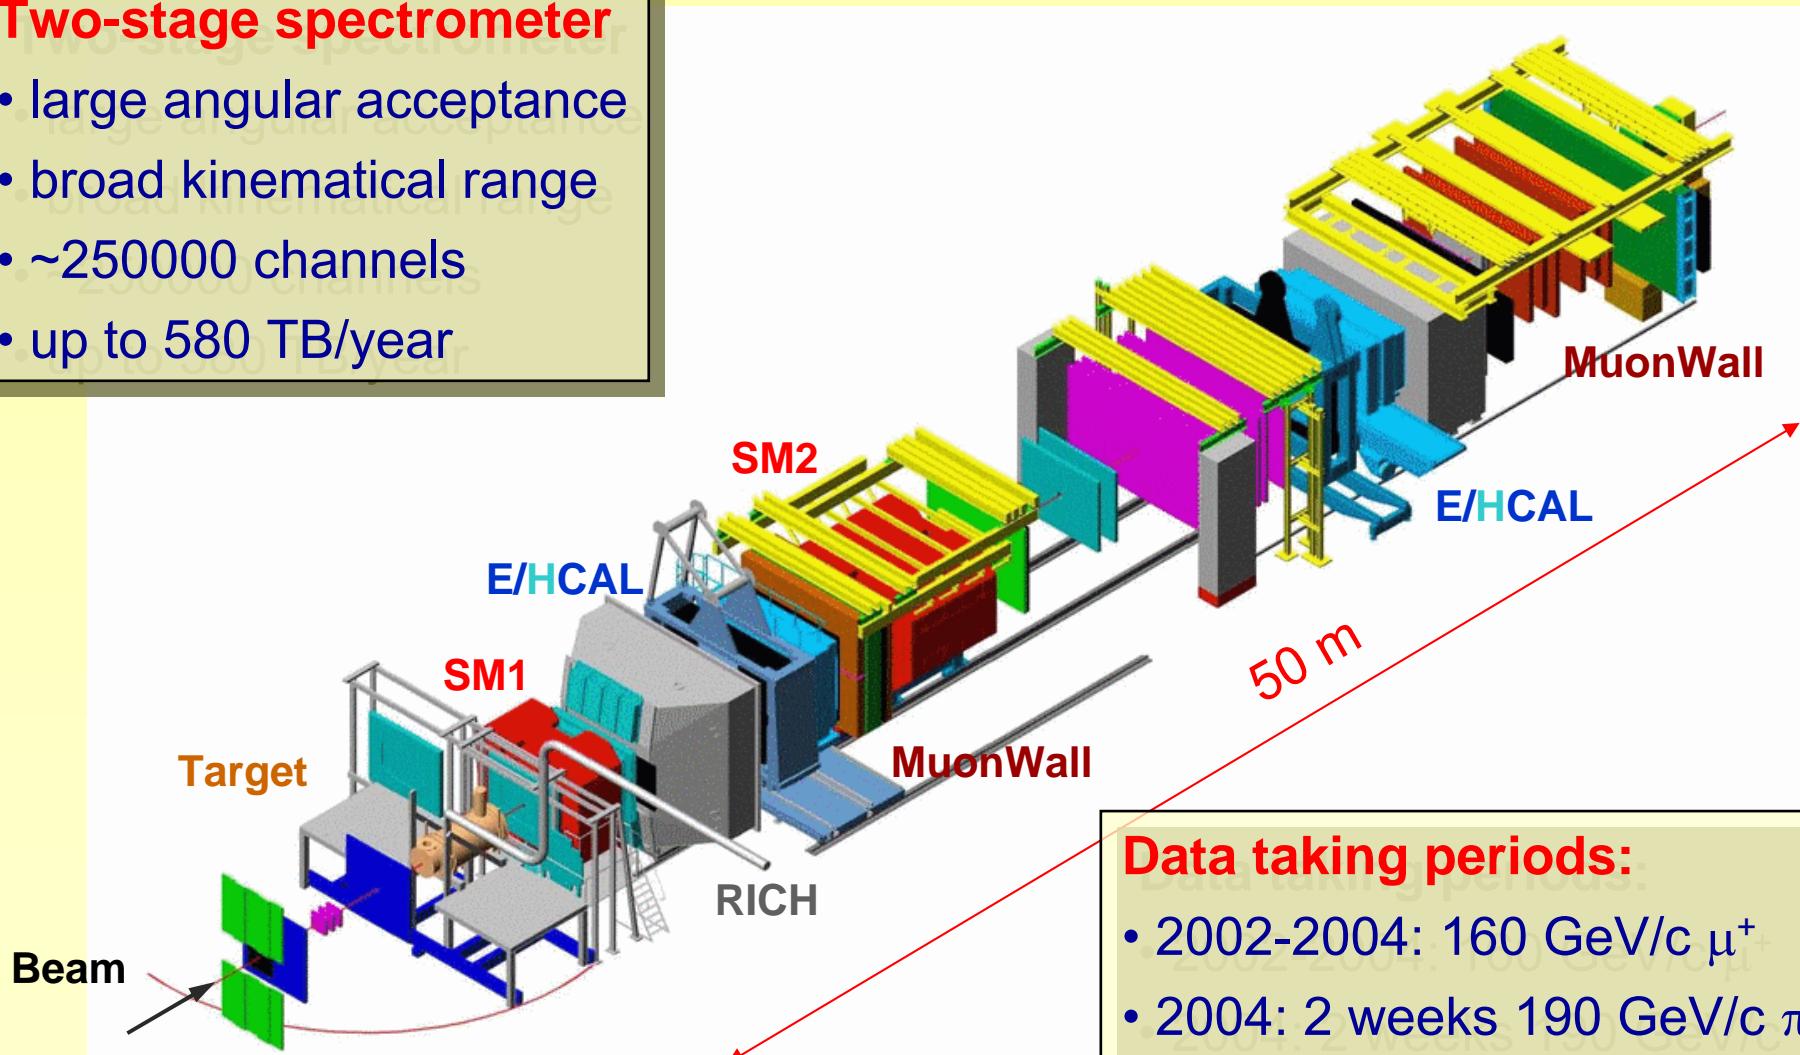 Two-stage spectrometer
• large angular acceptance
• broad kinematical range
• ~250000 channels
• up to 580 TB/year
MuonWall
SM2
E/HCAL
E/HCAL
50 m
SM1
Target
MuonWall
RICH
Beam
Data taking periods:
• 2002-2004: 160 GeV/c μ⁺
• 2004: 2 weeks 190 GeV/c π